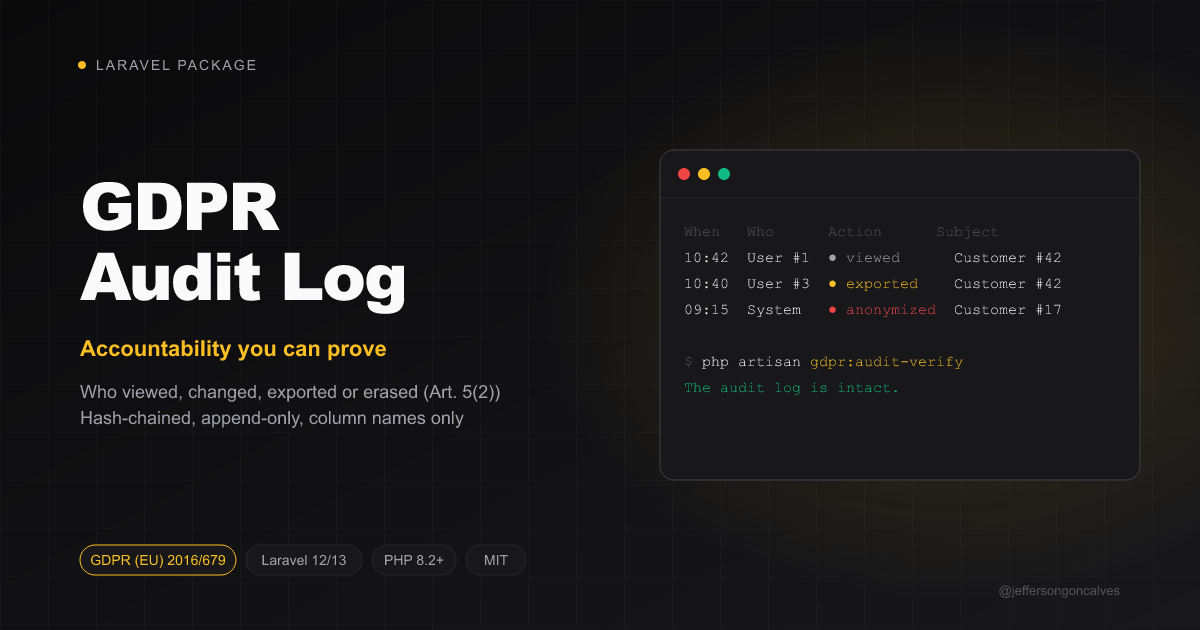 LARAVEL PACKAGE
GDPR
Audit Log
Accountability you can prove
Who viewed, changed, exported or erased (Art. 5(2))
Hash-chained, append-only, column names only
GDPR (EU) 2016/679
Laravel 12/13
PHP 8.2+
MIT
When Who Action Subject
10:42 User #1 • viewed Customer #42
10:40 User #3 • exported Customer #42
09:15 System • anonymized Customer #17
$ php artisan gdpr:audit-verify
The audit log is intact.
@jeffersongoncalves